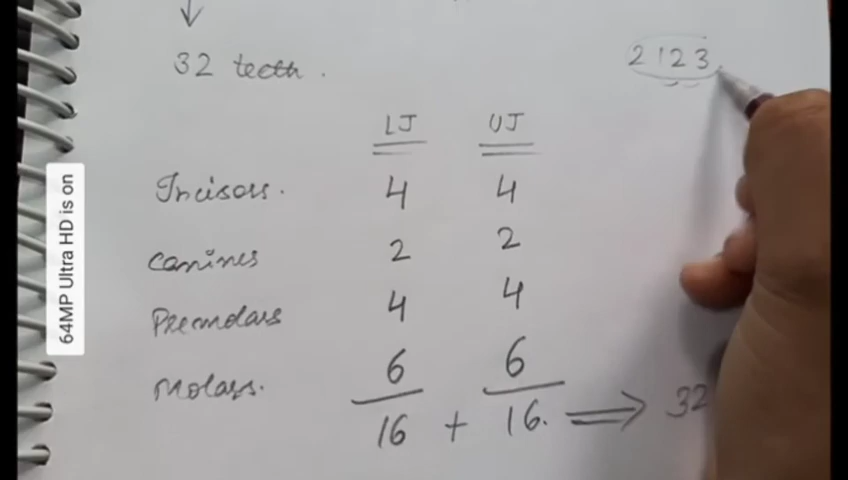 32 teeth.
2123
LJ UJ
Incisors. 4 4
Canines 2 2
Premolars 4 4
Molars. 6 6
16 + 16. ⇒ 32
64MP Ultra HD is on